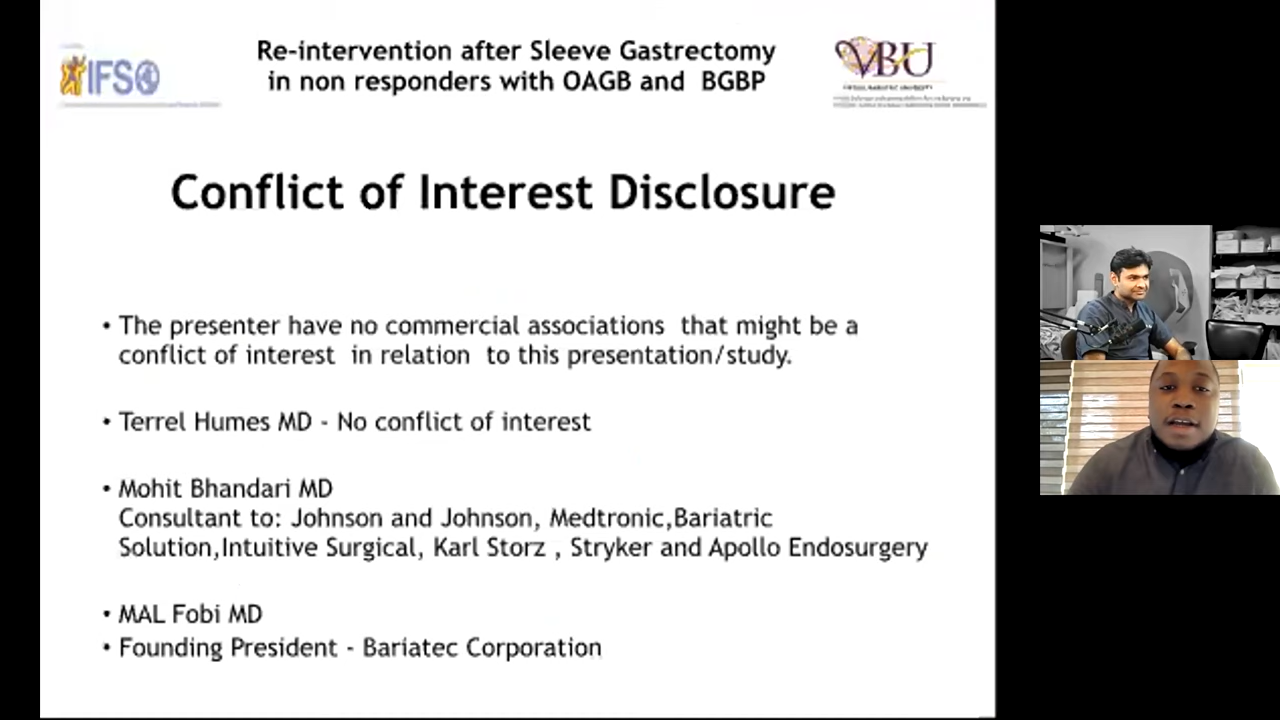 Re-intervention after Sleeve Gastrectomy
in non responders with OAGB and BGBP
IFSO
VBU
Conflict of Interest Disclosure
• The presenter have no commercial associations that might be a
conflict of interest in relation to this presentation/study.
• Terrel Humes MD - No conflict of interest
• Mohit Bhandari MD
Consultant to: Johnson and Johnson, Medtronic,Bariatric
Solution,Intuitive Surgical, Karl Storz , Stryker and Apollo Endosurgery
• MAL Fobi MD
• Founding President - Bariatec Corporation